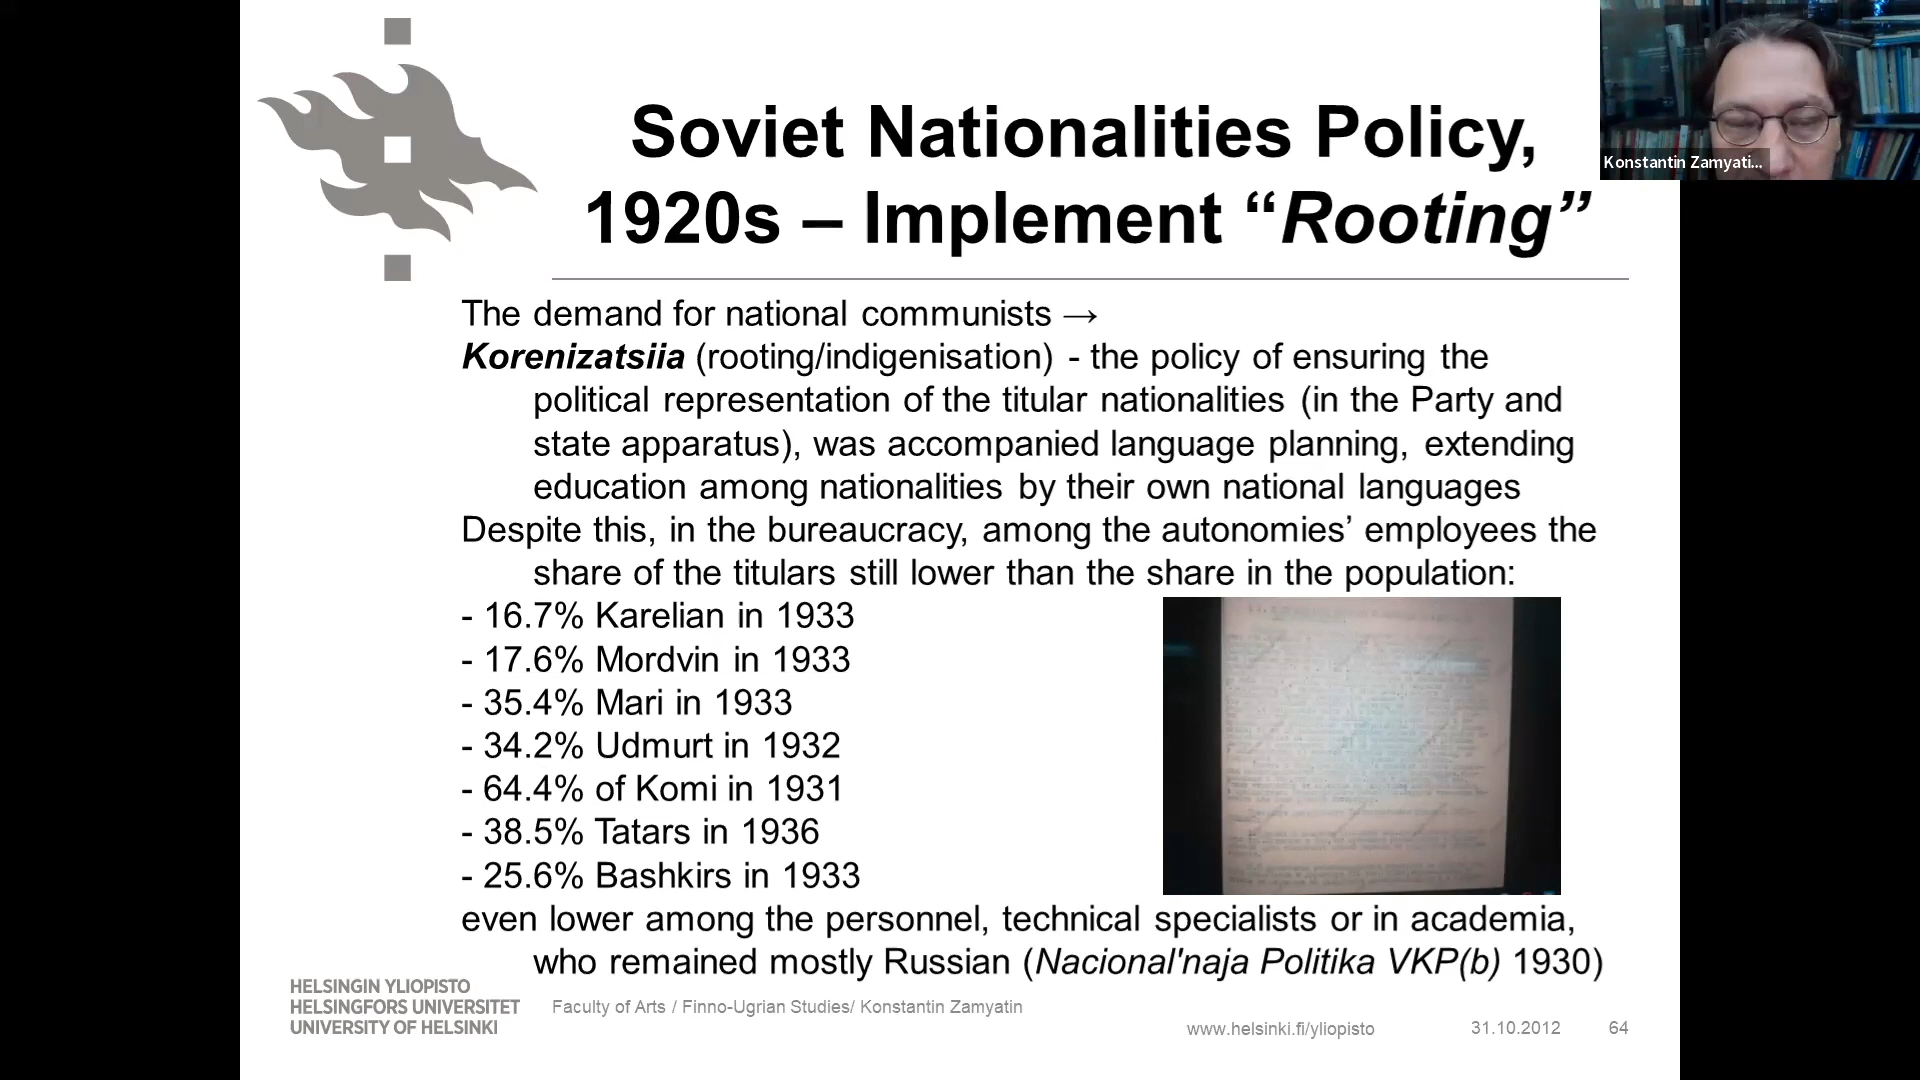 Soviet Nationalities Policy,
1920s – Implement “Rooting”
Konstantin Zamyati...
The demand for national communists →
Korenizatsiia (rooting/indigenisation) - the policy of ensuring the
political representation of the titular nationalities (in the Party and
state apparatus), was accompanied language planning, extending
education among nationalities by their own national languages
Despite this, in the bureaucracy, among the autonomies’ employees the
share of the titulars still lower than the share in the population:
- 16.7% Karelian in 1933
- 17.6% Mordvin in 1933
- 35.4% Mari in 1933
- 34.2% Udmurt in 1932
- 64.4% of Komi in 1931
- 38.5% Tatars in 1936
- 25.6% Bashkirs in 1933
even lower among the personnel, technical specialists or in academia,
who remained mostly Russian (Nacional'naja Politika VKP(b) 1930)
HELSINGIN YLIOPISTO
HELSINGFORS UNIVERSITET
UNIVERSITY OF HELSINKI
Faculty of Arts / Finno-Ugrian Studies/ Konstantin Zamyatin
www.helsinki.fi/yliopisto
31.10.2012
64